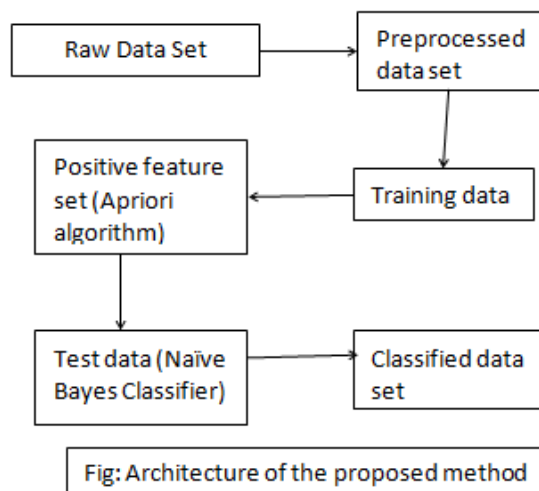 Raw Data Set
Preprocessed
data set
Positive feature
set (Apriori
algorithm)
Training data
Test data (Naïve
Bayes Classifier)
Classified data
set
Fig: Architecture of the proposed method